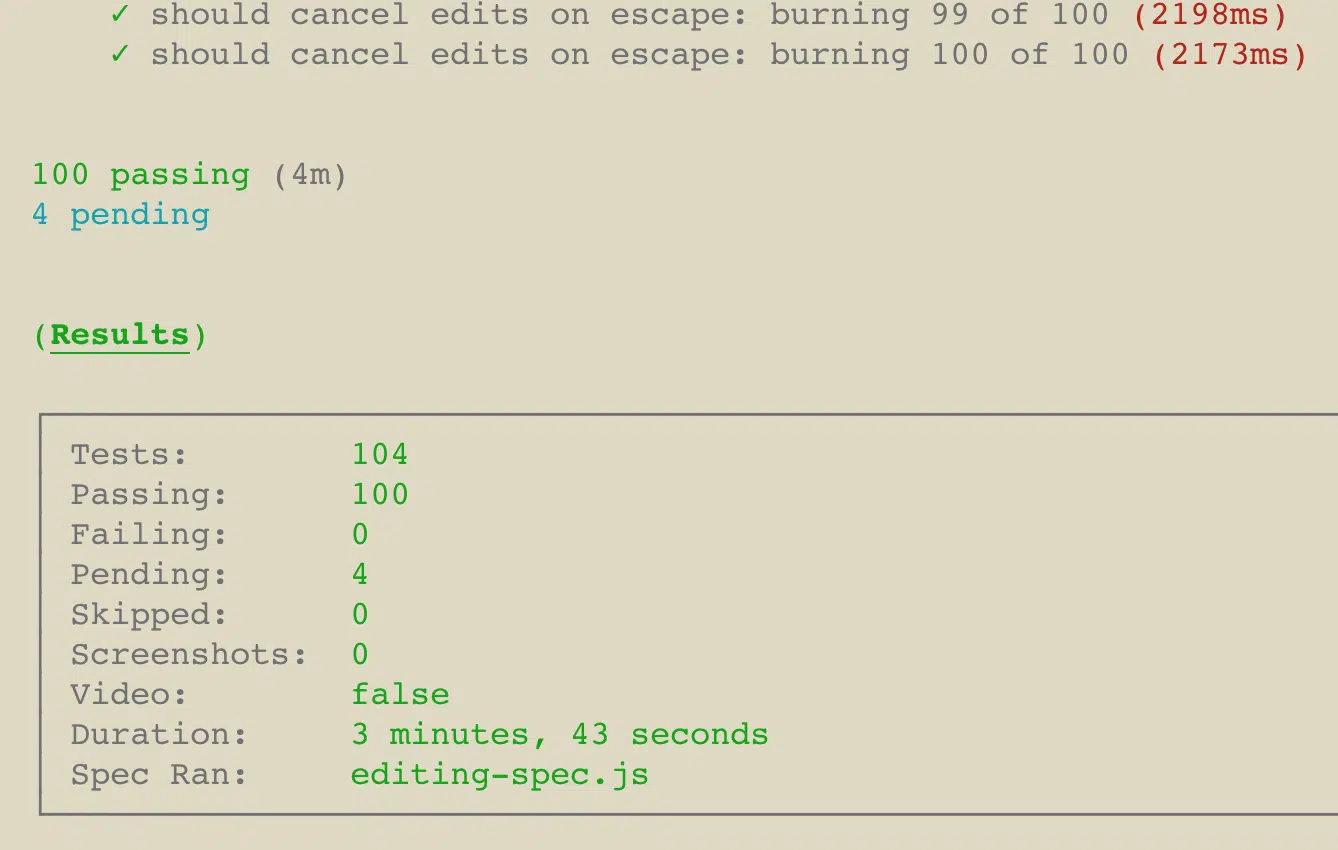 ✓ should cancel edits on escape: burning 99 of 100 (2198ms)
✓ should cancel edits on escape: burning 100 of 100 (2173ms)
100 passing (4m)
4 pending
(Results)
Tests: 104
Passing: 100
Failing: 0
Pending: 4
Skipped: 0
Screenshots: 0
Video: false
Duration: 3 minutes, 43 seconds
Spec Ran: editing-spec.js